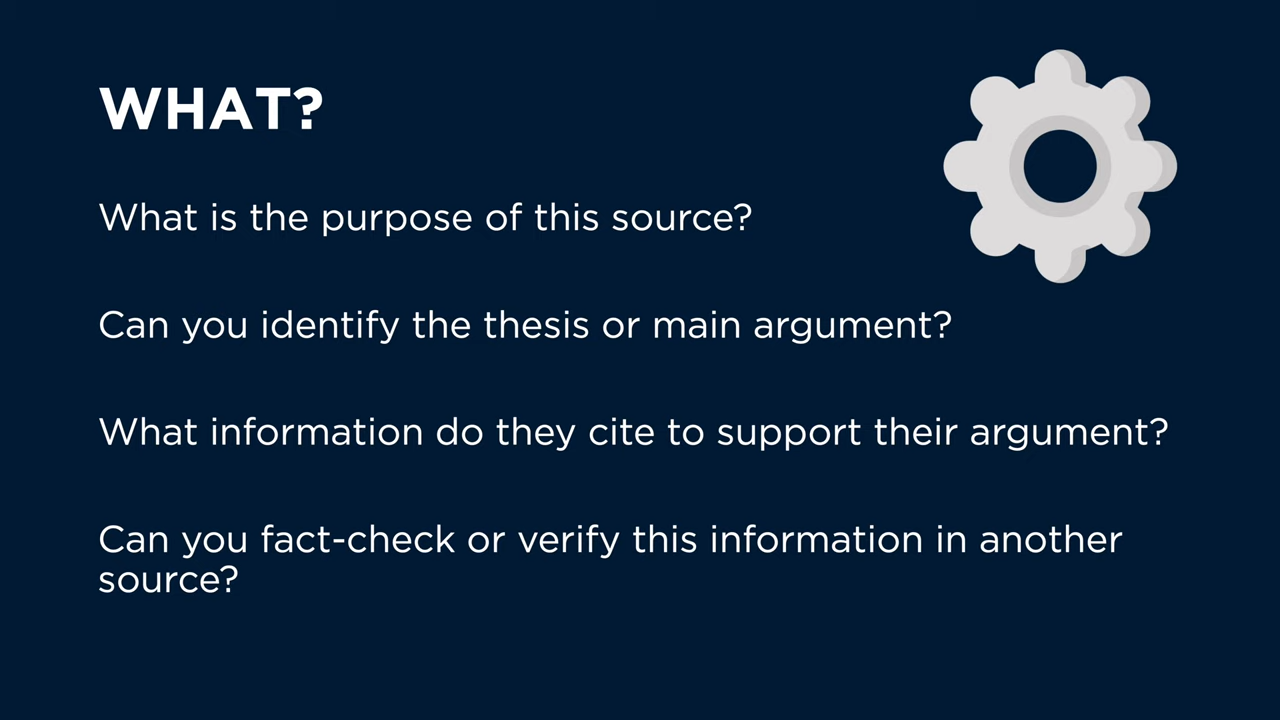 WHAT?
What is the purpose of this source?
Can you identify the thesis or main argument?
What information do they cite to support their argument?
Can you fact-check or verify this information in another
source?